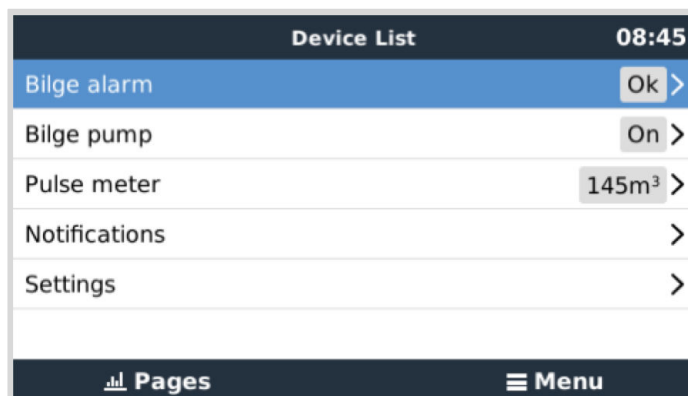 Device List 08:45
Bilge alarm Ok
Bilge pump On
Pulse meter 145m³
Notifications
Settings
Pages Menu